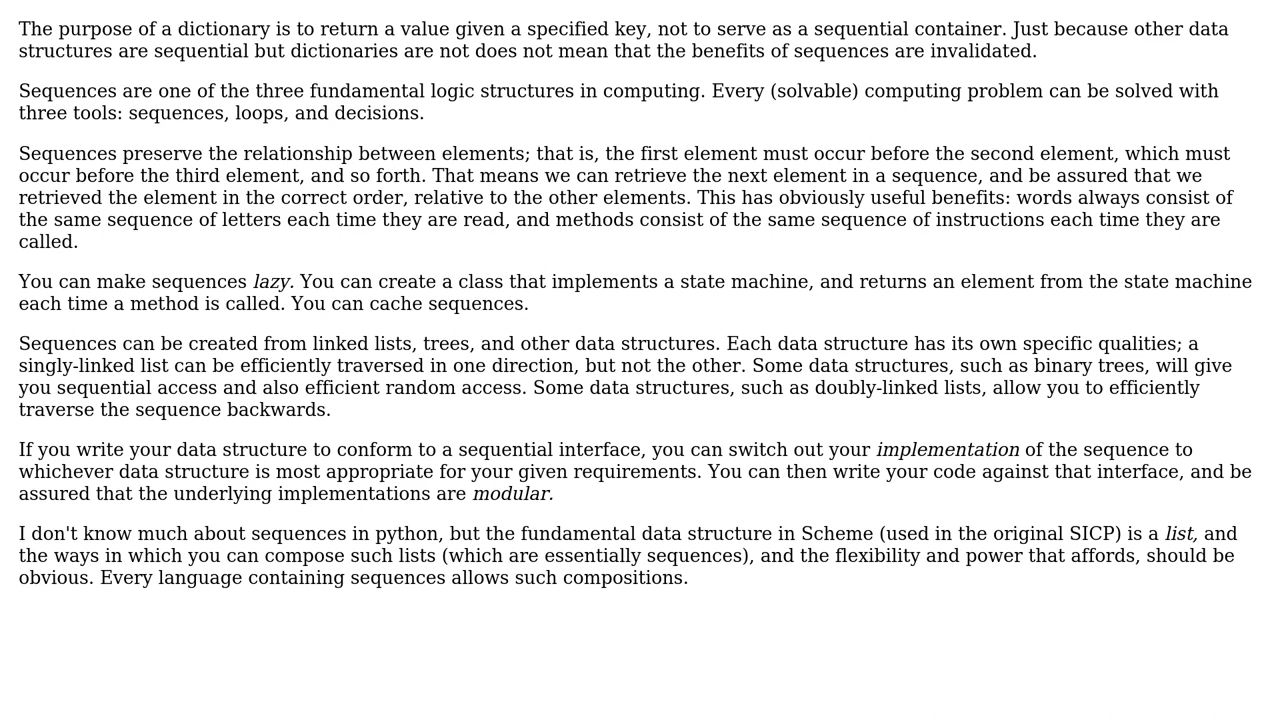 The purpose of a dictionary is to return a value given a specified key, not to serve as a sequential container. Just because other data
structures are sequential but dictionaries are not does not mean that the benefits of sequences are invalidated.
Sequences are one of the three fundamental logic structures in computing. Every (solvable) computing problem can be solved with
three tools: sequences, loops, and decisions.
Sequences preserve the relationship between elements; that is, the first element must occur before the second element, which must
occur before the third element, and so forth. That means we can retrieve the next element in a sequence, and be assured that we
retrieved the element in the correct order, relative to the other elements. This has obviously useful benefits: words always consist of
the same sequence of letters each time they are read, and methods consist of the same sequence of instructions each time they are
called.
You can make sequences lazy. You can create a class that implements a state machine, and returns an element from the state machine
each time a method is called. You can cache sequences.
Sequences can be created from linked lists, trees, and other data structures. Each data structure has its own specific qualities; a
singly-linked list can be efficiently traversed in one direction, but not the other. Some data structures, such as binary trees, will give
you sequential access and also efficient random access. Some data structures, such as doubly-linked lists, allow you to efficiently
traverse the sequence backwards.
If you write your data structure to conform to a sequential interface, you can switch out your implementation of the sequence to
whichever data structure is most appropriate for your given requirements. You can then write your code against that interface, and be
assured that the underlying implementations are modular.
I don't know much about sequences in python, but the fundamental data structure in Scheme (used in the original SICP) is a list, and
the ways in which you can compose such lists (which are essentially sequences), and the flexibility and power that affords, should be
obvious. Every language containing sequences allows such compositions.